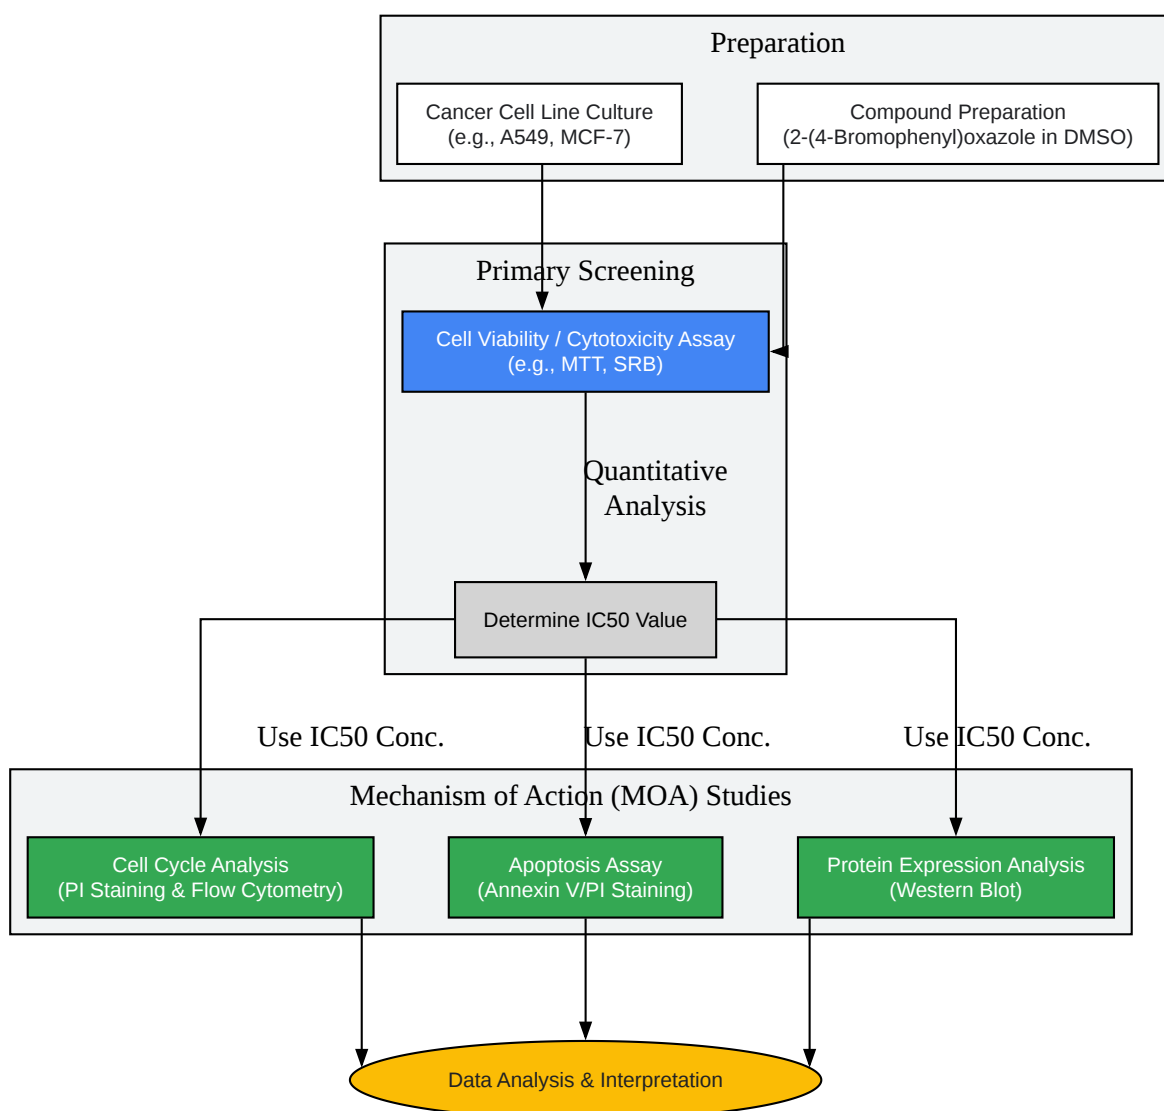 Preparation
Cancer Cell Line Culture
(e.g., A549, MCF-7)
Compound Preparation
(2-(4-Bromophenyl)oxazole in DMSO)
Primary Screening
Cell Viability / Cytotoxicity Assay
(e.g., MTT, SRB)
Quantitative
Analysis
Determine IC50 Value
Use IC50 Conc.
Use IC50 Conc.
Use IC50 Conc.
Mechanism of Action (MOA) Studies
Cell Cycle Analysis
(PI Staining & Flow Cytometry)
Apoptosis Assay
(Annexin V/PI Staining)
Protein Expression Analysis
(Western Blot)
Data Analysis & Interpretation